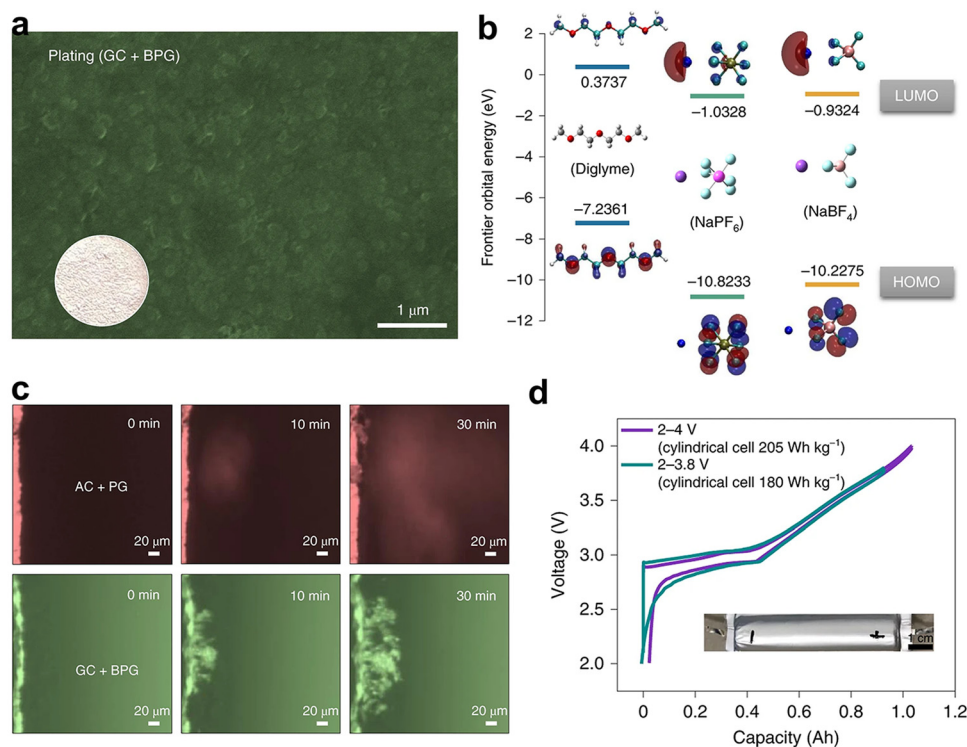 a
Plating (GC + BPG)
1 μm
b
Frontier orbital energy (eV)
2
0
−2
−4
−6
−8
−10
−12
0.3737
(Diglyme)
−7.2361
−1.0328
(NaPF6)
−10.8233
−0.9324
(NaBF4)
−10.2275
LUMO
HOMO
c
0 min
AC + PG
20 μm
10 min
20 μm
30 min
20 μm
0 min
GC + BPG
20 μm
10 min
20 μm
30 min
20 μm
d
2–4 V
(cylindrical cell 205 Wh kg−1)
2–3.8 V
(cylindrical cell 180 Wh kg−1)
Voltage (V)
4.0
3.5
3.0
2.5
2.0
1 cm
0 0.2 0.4 0.6 0.8 1.0 1.2
Capacity (Ah)